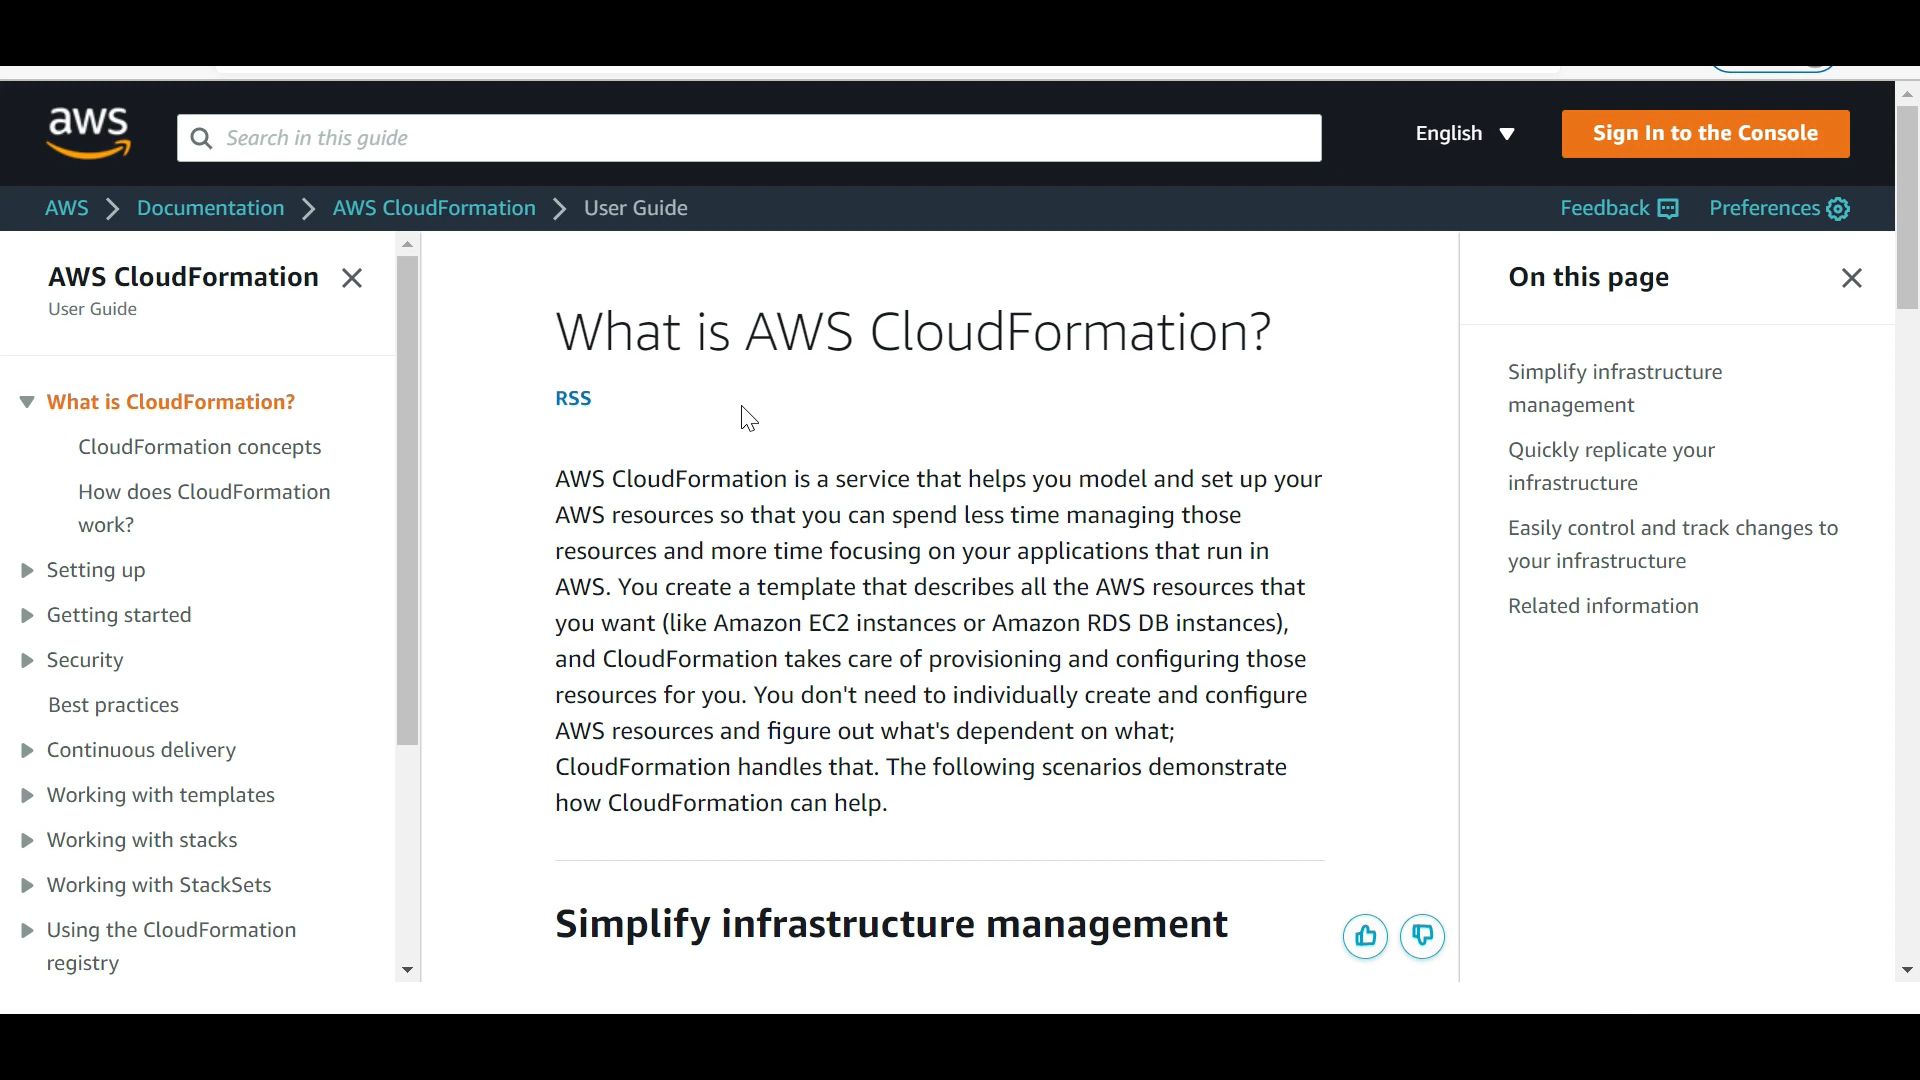 aws
Search in this guide
English
Sign In to the Console
AWS
Documentation
AWS CloudFormation
User Guide
Feedback
Preferences
AWS CloudFormation
User Guide
What is CloudFormation?
CloudFormation concepts
How does CloudFormation
work?
Setting up
Getting started
Security
Best practices
Continuous delivery
Working with templates
Working with stacks
Working with StackSets
Using the CloudFormation
registry
What is AWS CloudFormation?
RSS
AWS CloudFormation is a service that helps you model and set up your
AWS resources so that you can spend less time managing those
resources and more time focusing on your applications that run in
AWS. You create a template that describes all the AWS resources that
you want (like Amazon EC2 instances or Amazon RDS DB instances),
and CloudFormation takes care of provisioning and configuring those
resources for you. You don't need to individually create and configure
AWS resources and figure out what's dependent on what;
CloudFormation handles that. The following scenarios demonstrate
how CloudFormation can help.
Simplify infrastructure management
On this page
Simplify infrastructure
management
Quickly replicate your
infrastructure
Easily control and track changes to
your infrastructure
Related information